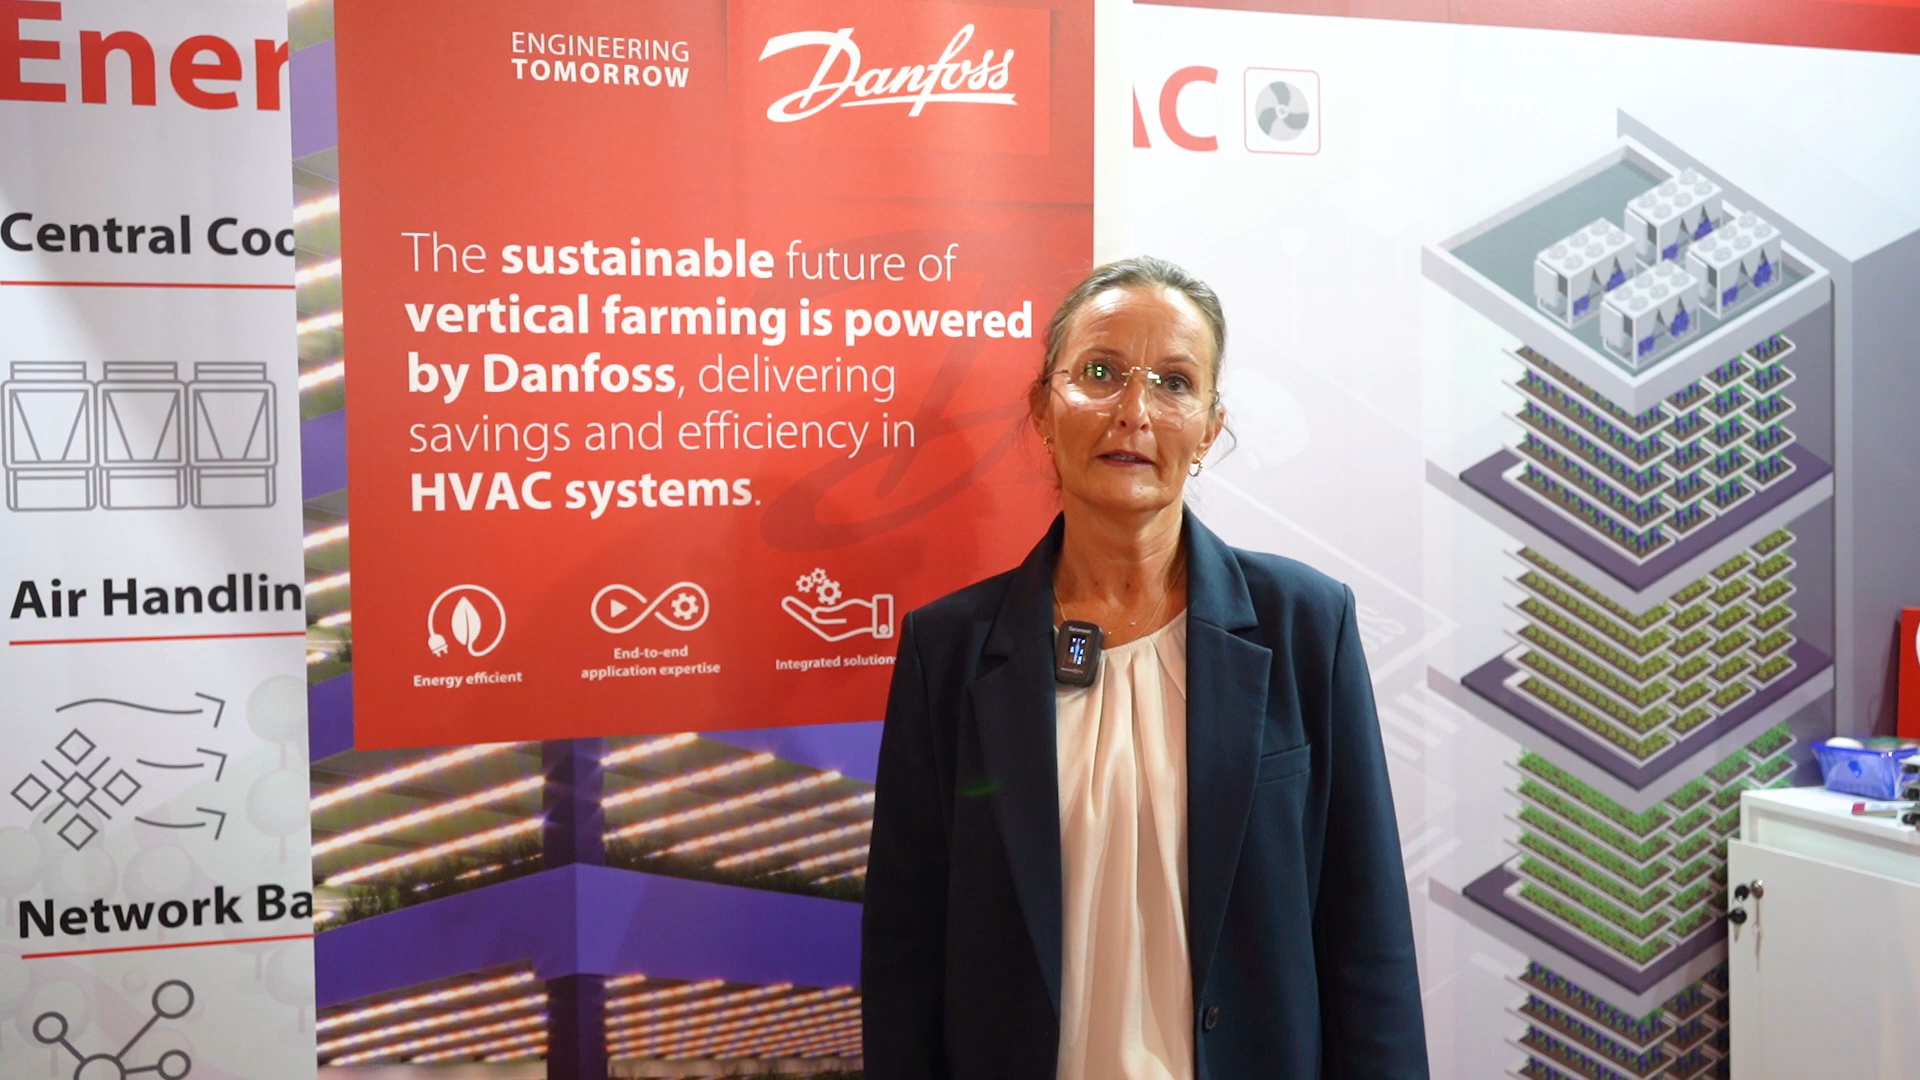 Ener
Central Coo
Air Handlin
Network Ba
ENGINEERING
TOMORROW
Danfoss
The sustainable future of
vertical farming is powered
by Danfoss, delivering
savings and efficiency in
HVAC systems.
Energy efficient
End-to-end
application expertise
Integrated solution
AC